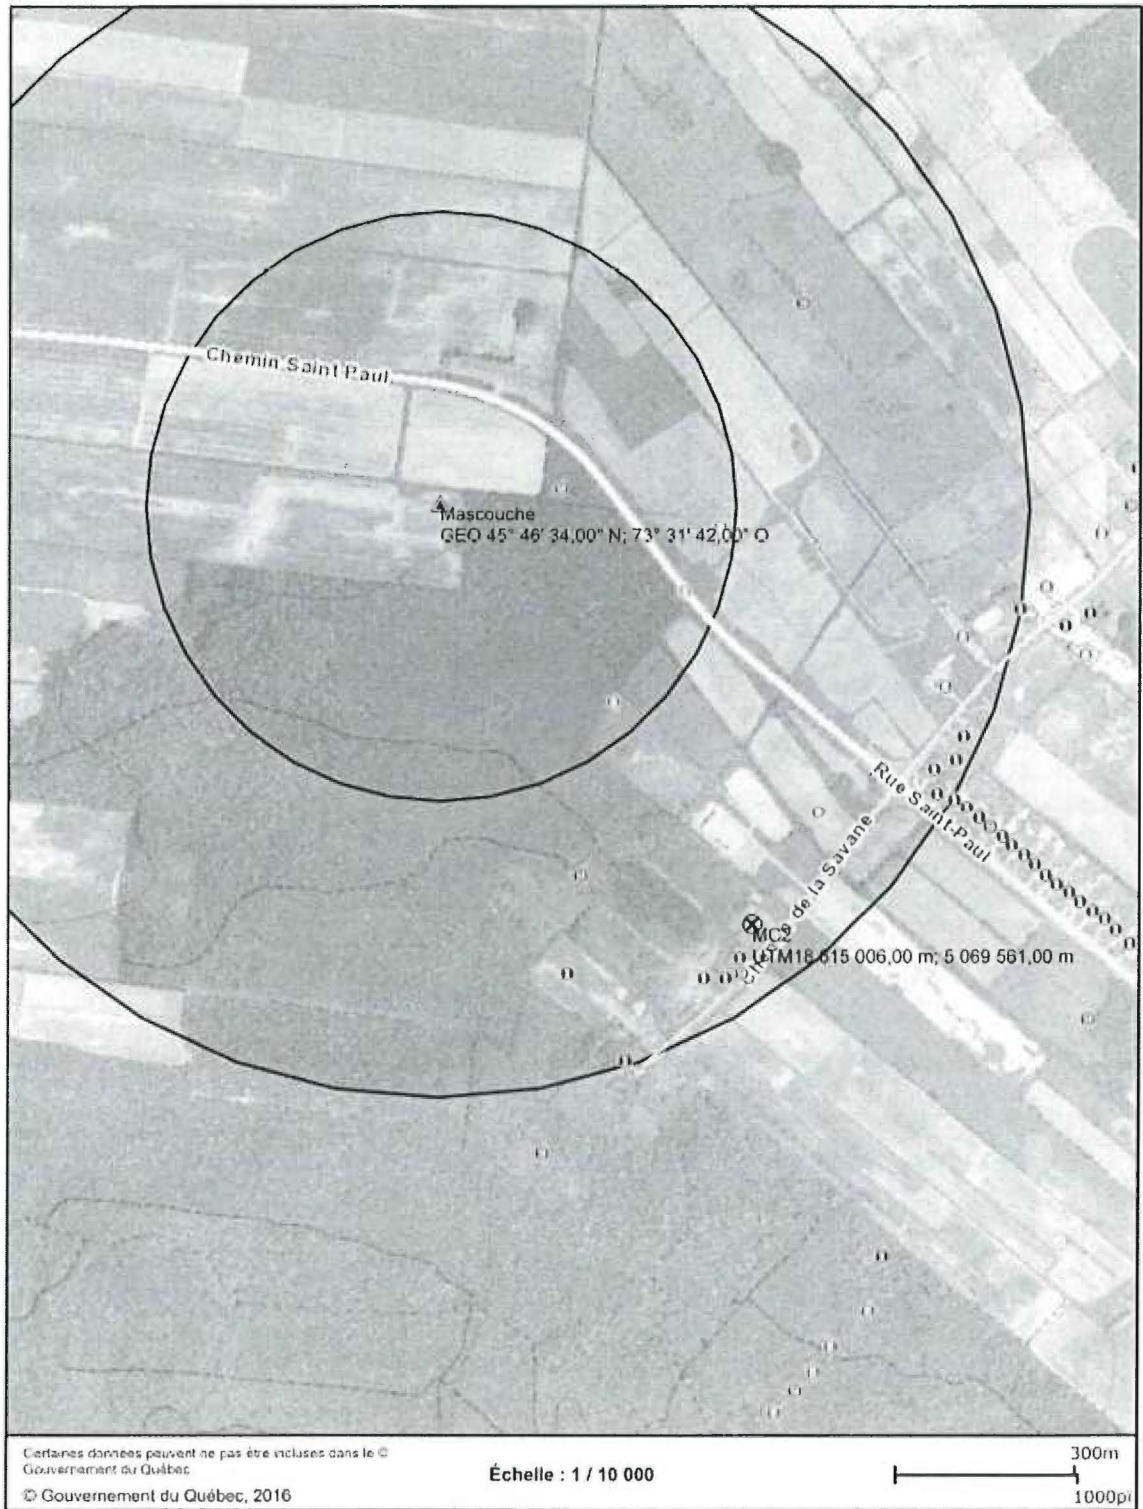 Chemin Saint Paul
Mascouche
GEO 45° 46' 34,00" N; 73° 31' 42,00" O
Rue Saint-Paul
de la Savane
MC2
UTM18 615 006,00 m; 5 069 561,00 m
Certaines données peuvent ne pas être incluses dans le ©
Gouvernement du Québec
© Gouvernement du Québec, 2016
Échelle : 1 / 10 000
300m
1000pi